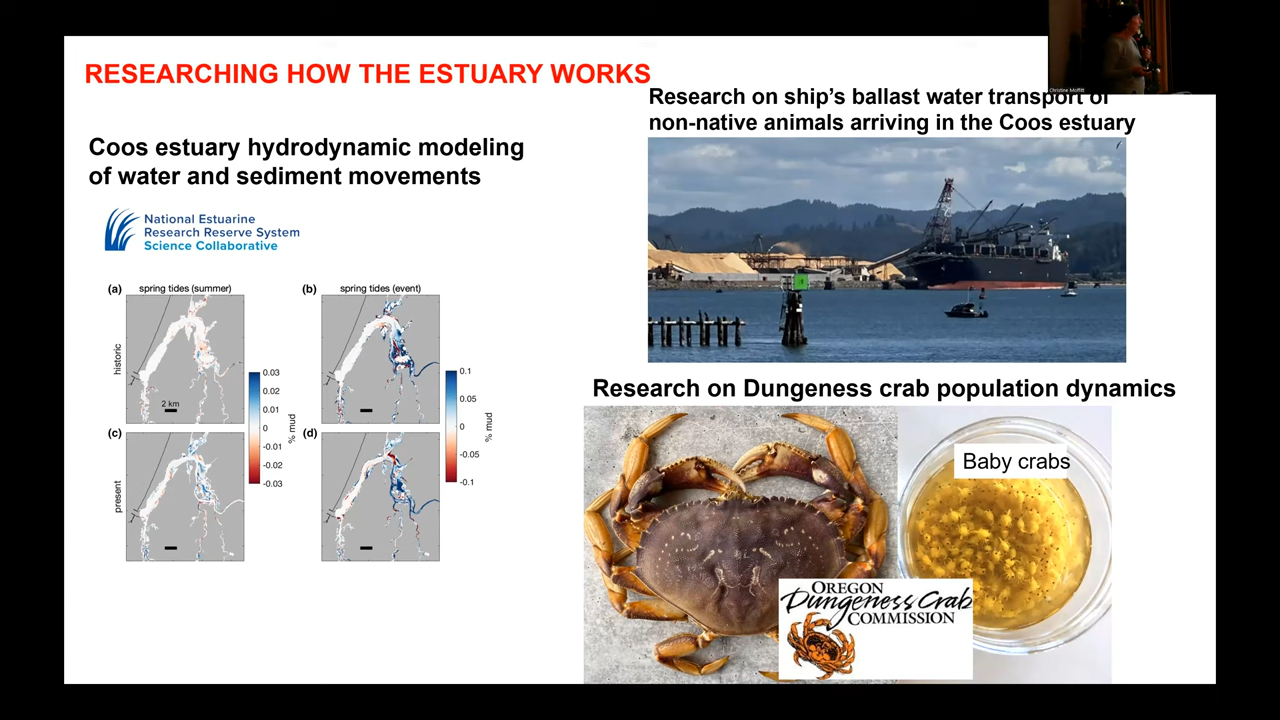 RESEARCHING HOW THE ESTUARY WORKS
Christine Moffitt
Research on ship's ballast water transport of
non-native animals arriving in the Coos estuary
Coos estuary hydrodynamic modeling
of water and sediment movements
National Estuarine
Research Reserve System
Science Collaborative
(a) spring tides (summer)
(b) spring tides (event)
historic
2 km
0.03
0.02
0.01
0
-0.01
-0.02
-0.03
% mud
0.1
0.05
0
-0.05
-0.1
% mud
(c)
(d)
present
Research on Dungeness crab population dynamics
Baby crabs
OREGON
Dungeness Crab
COMMISSION